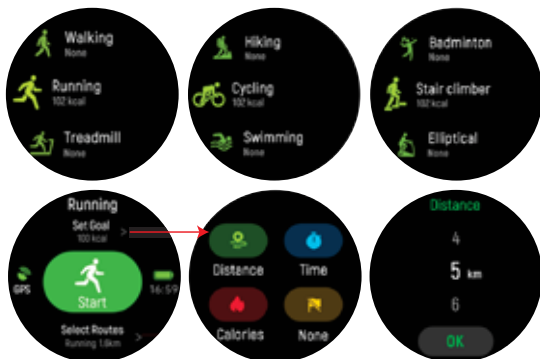 Walking
None
Running
102 kcal
Treadmill
None
Hiking
None
Cycling
102 kcal
Swimming
None
Badminton
None
Stair climber
102 kcal
Elliptical
None
Running
Set Goal
100 kcal
GPS
Start
16:59
Select Routes
Running 1.6km
Distance
Time
Calories
None
Distance
4
5 km
6
OK